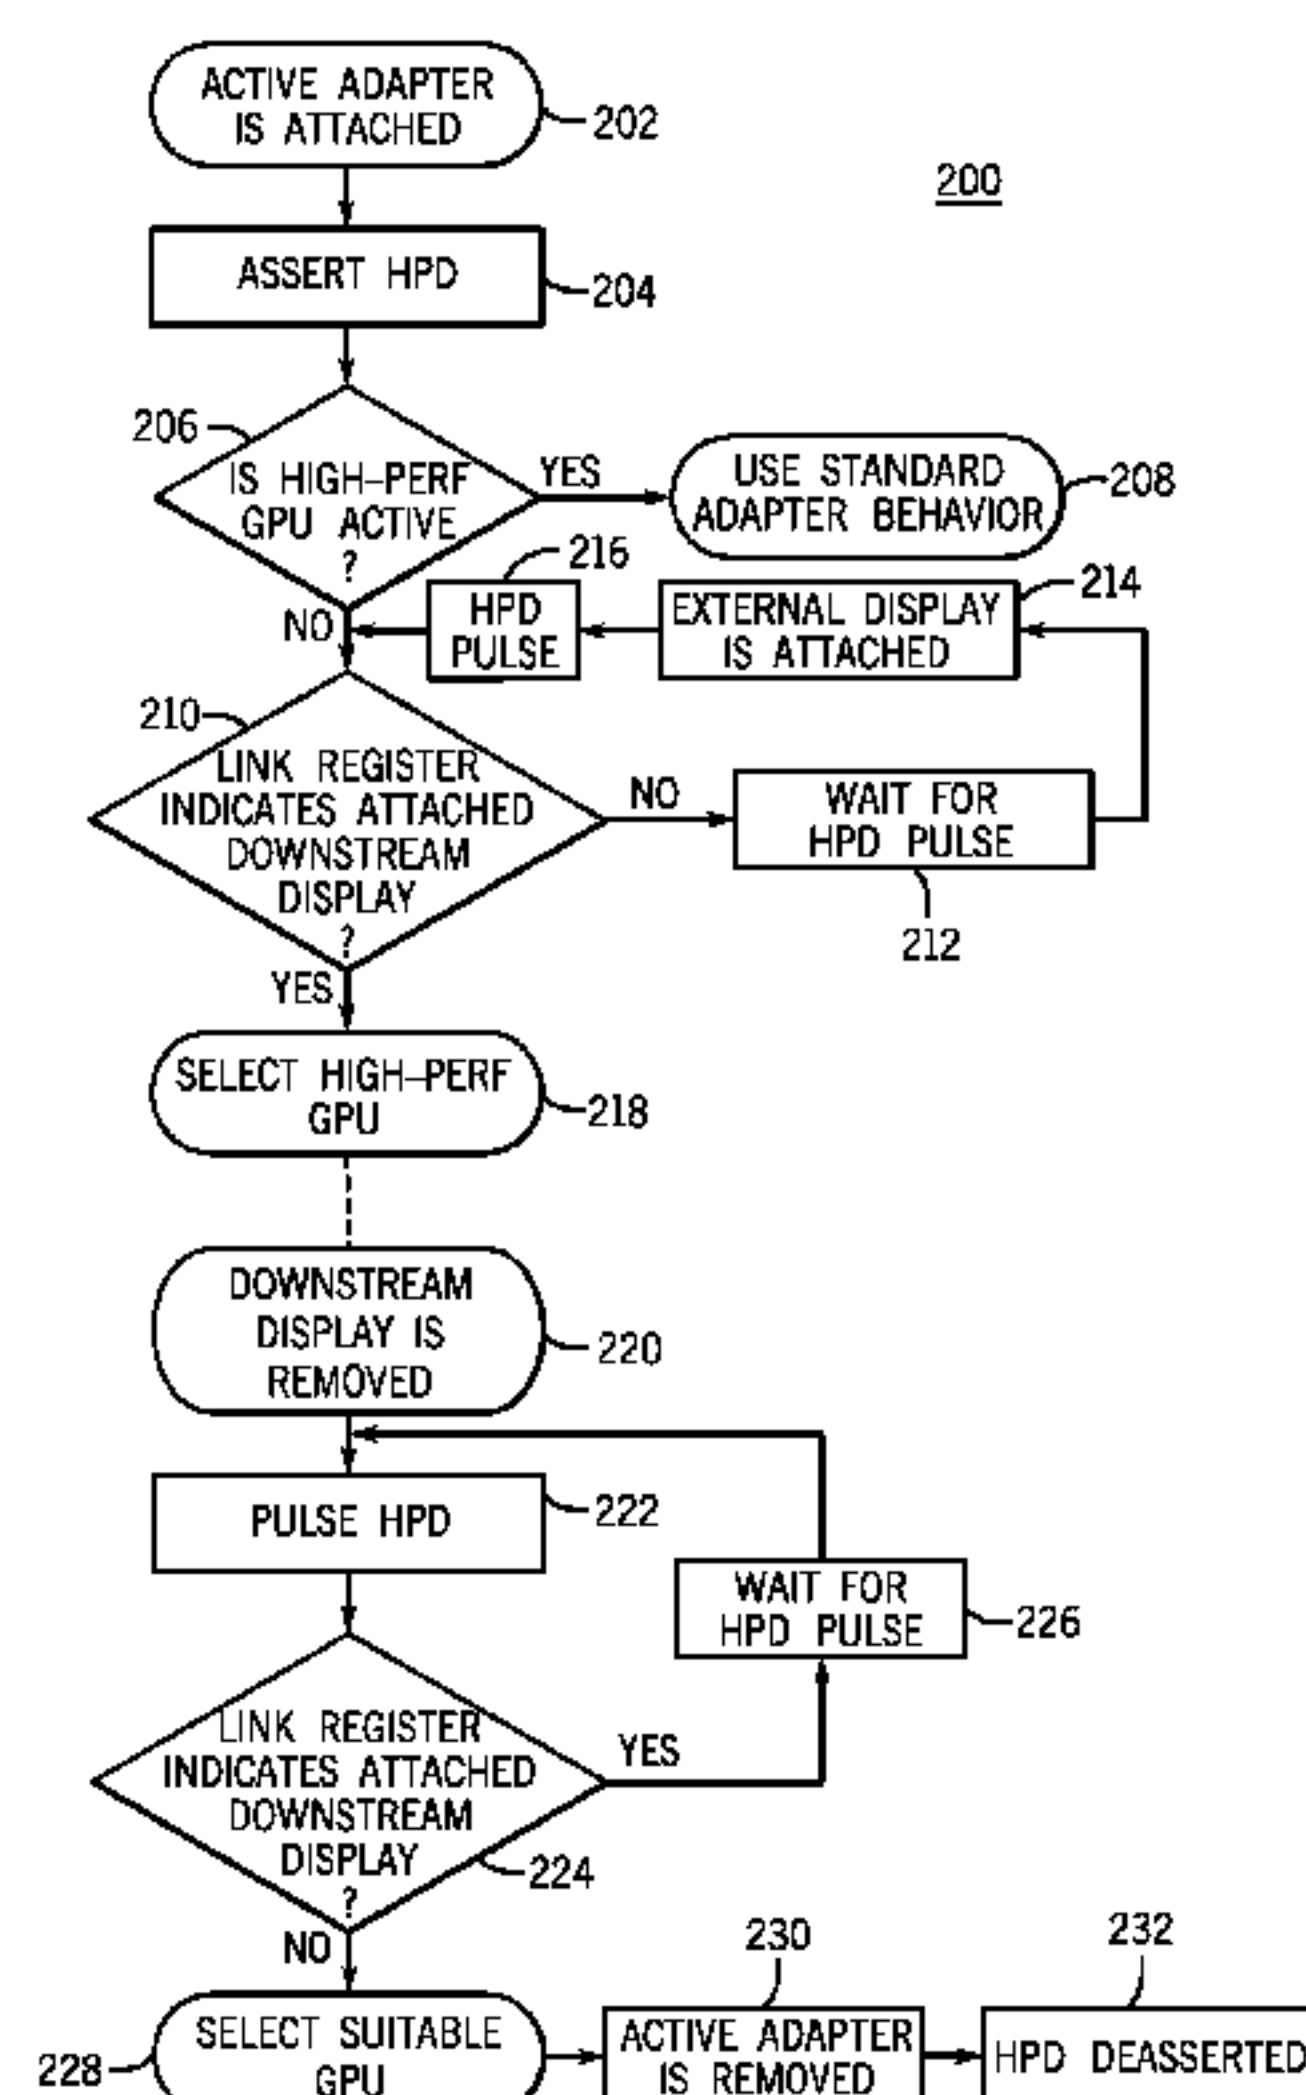 ACTIVE ADAPTER
IS ATTACHED
202
200
ASSERT HPD
204
206
IS HIGH–PERF
GPU ACTIVE
?
YES
USE STANDARD
ADAPTER BEHAVIOR
208
NO
216
HPD
PULSE
EXTERNAL DISPLAY
IS ATTACHED
214
210
LINK REGISTER
INDICATES ATTACHED
DOWNSTREAM
DISPLAY
?
NO
WAIT FOR
HPD PULSE
212
YES
SELECT HIGH–PERF
GPU
218
DOWNSTREAM
DISPLAY IS
REMOVED
220
PULSE HPD
222
WAIT FOR
HPD PULSE
226
LINK REGISTER
INDICATES ATTACHED
DOWNSTREAM
DISPLAY
?
YES
224
NO
230
232
228
SELECT SUITABLE
GPU
ACTIVE ADAPTER
IS REMOVED
HPD DEASSERTED